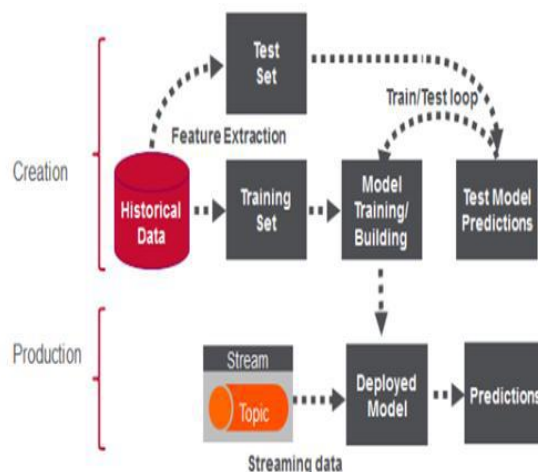 Test
Set
Train/Test loop
Feature Extraction
Creation
Historical
Data
Training
Set
Model
Training/
Building
Test Model
Predictions
Production
Stream
Topic
Deployed
Model
Predictions
Streaming data